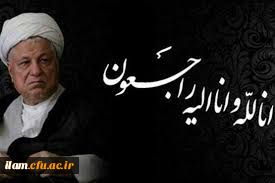 انا لله و انا الیه راجعون
ilam.cfu.ac.ir